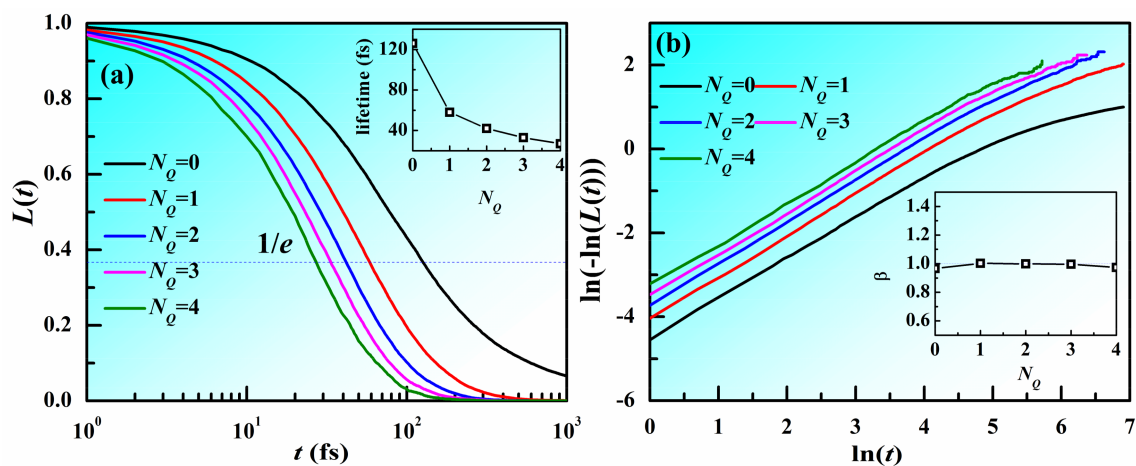 (a)
L(t)
1.0
0.8
0.6
0.4
0.2
0.0
N_Q=0
N_Q=1
N_Q=2
N_Q=3
N_Q=4
1/e
10^0 10^1 10^2 10^3
t (fs)
lifetime (fs)
120
80
40
0 1 2 3 4
N_Q
(b)
ln(-ln(L(t)))
2
0
-2
-4
-6
N_Q=0 N_Q=1
N_Q=2 N_Q=3
N_Q=4
0 1 2 3 4 5 6 7
ln(t)
β
1.4
1.2
1.0
0.8
0.6
0 1 2 3 4
N_Q